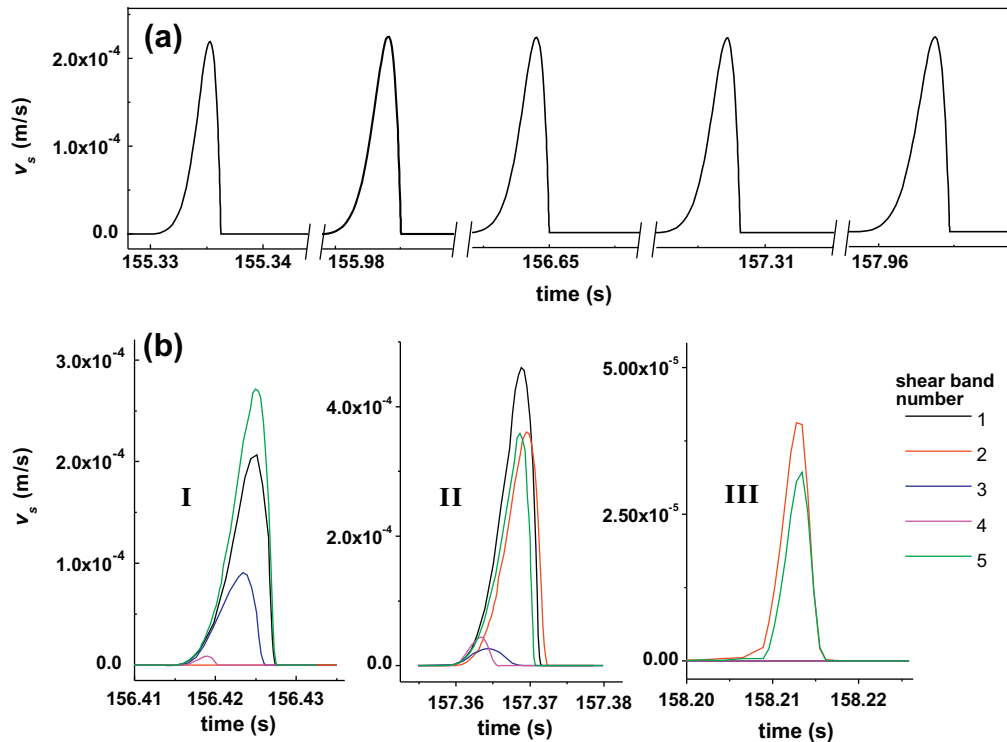 (a)
2.0x10-4
1.0x10-4
0.0
v s (m/s)
155.33 155.34 155.98 156.65 157.31 157.96
time (s)
(b)
3.0x10-4
2.0x10-4
1.0x10-4
0.0
v s (m/s)
I
156.41 156.42 156.43
time (s)
4.0x10-4
2.0x10-4
0.0
II
157.36 157.37 157.38
time (s)
5.00x10-5
2.50x10-5
0.00
III
158.20 158.21 158.22
time (s)
shear band
number
1
2
3
4
5